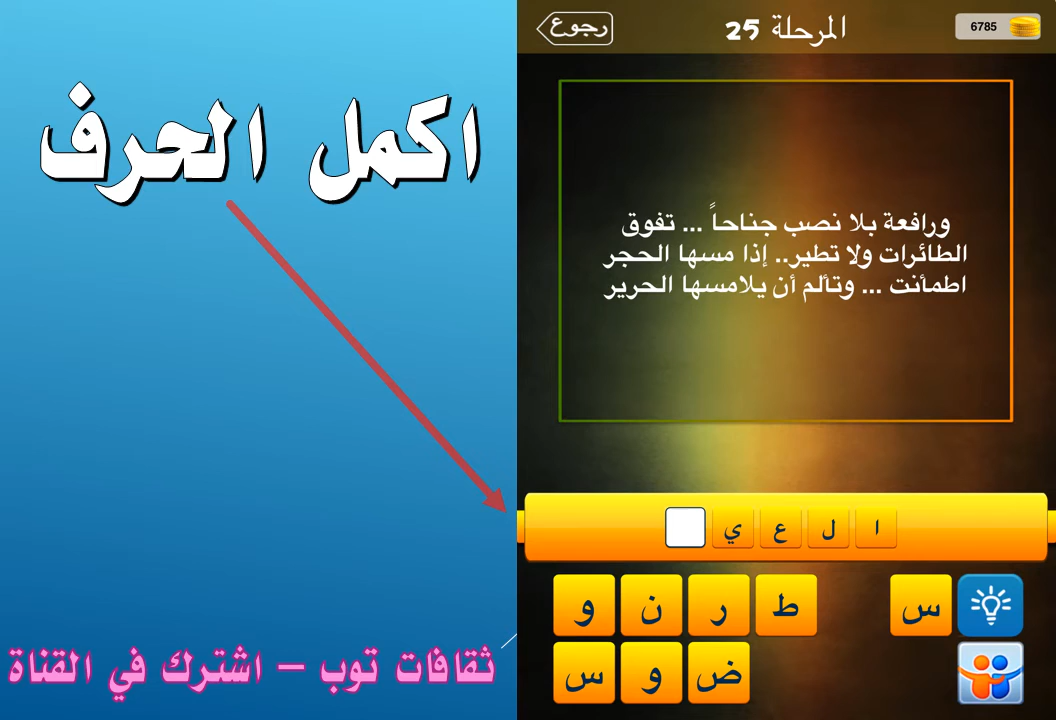 اكمل الحرف
ثقافات توب – اشترك في القناة
رجوع
المرحلة 25
6785
ورافعة بلا نصب جناحاً ... تفوق
الطائرات ولا تطير.. إذا مسها الحجر
اطمأنت ... وتألم أن يلامسها الحرير
ا ل ع ي
س ط ر ن و
ض و س